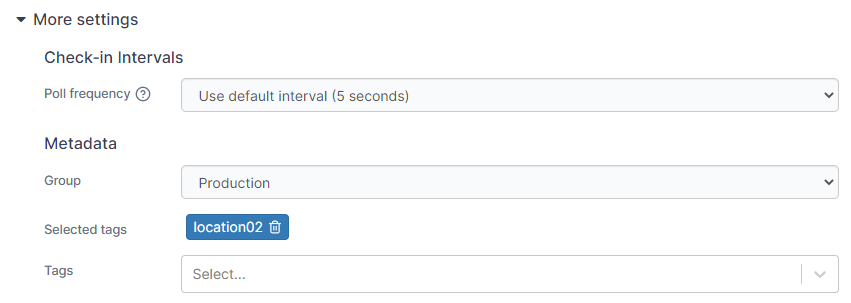 More settings
Check-in Intervals
Poll frequency ?
Use default interval (5 seconds)
Metadata
Group
Production
Selected tags
location02
Tags
Select...